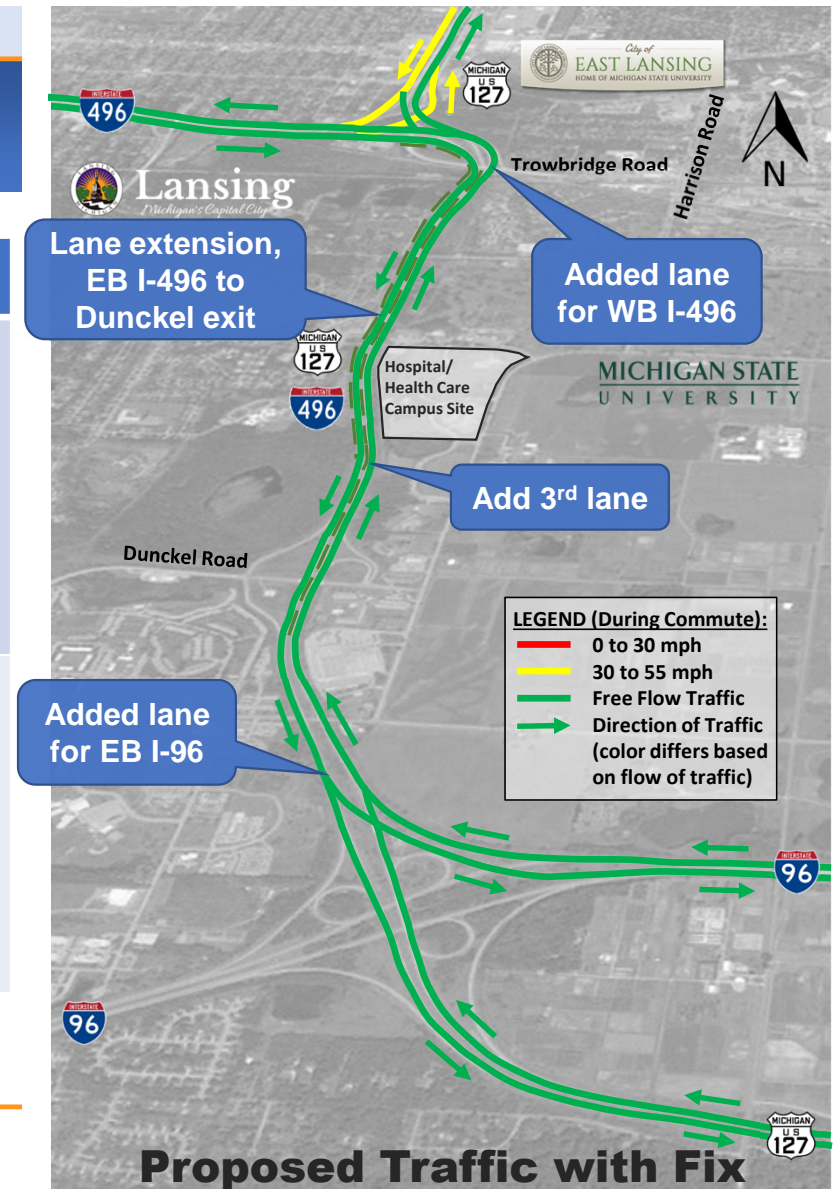 City of
EAST LANSING
HOME OF MICHIGAN STATE UNIVERSITY
MICHIGAN
U S
127
INTERSTATE
496
Harrison Road
Trowbridge Road
N
Lansing
Michigan's Capital City
Lane extension,
EB I-496 to
Dunckel exit
Added lane
for WB I-496
MICHIGAN
U S
127
INTERSTATE
496
Hospital/
Health Care
Campus Site
MICHIGAN STATE
UNIVERSITY
Add 3rd lane
Dunckel Road
LEGEND (During Commute):
0 to 30 mph
30 to 55 mph
Free Flow Traffic
Direction of Traffic
(color differs based
on flow of traffic)
Added lane
for EB I-96
INTERSTATE
96
INTERSTATE
96
MICHIGAN
U S
127
Proposed Traffic with Fix